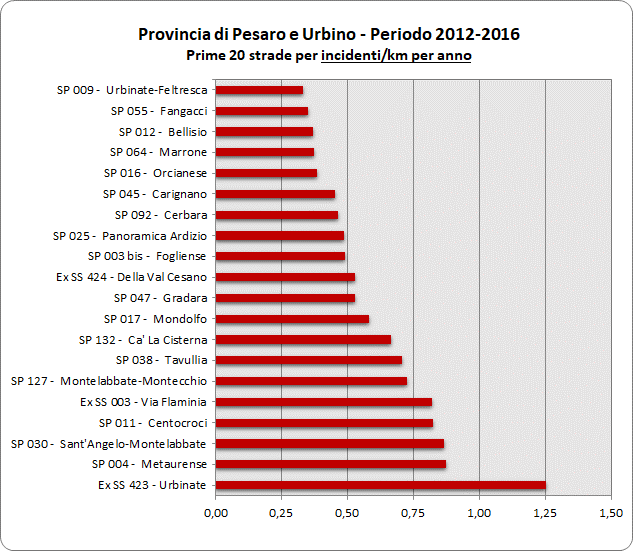 Provincia di Pesaro e Urbino - Periodo 2012-2016
Prime 20 strade per incidenti/km per anno
SP 009 - Urbinate-Feltresca
SP 055 - Fangacci
SP 012 - Bellisio
SP 064 - Marrone
SP 016 - Orcianese
SP 045 - Carignano
SP 092 - Cerbara
SP 025 - Panoramica Ardizio
SP 003 bis - Fogliense
Ex SS 424 - Della Val Cesano
SP 047 - Gradara
SP 017 - Mondolfo
SP 132 - Ca' La Cisterna
SP 038 - Tavullia
SP 127 - Montelabbate-Montecchio
Ex SS 003 - Via Flaminia
SP 011 - Centocroci
SP 030 - Sant'Angelo-Montelabbate
SP 004 - Metaurense
Ex SS 423 - Urbinate
0,00 0,25 0,50 0,75 1,00 1,25 1,50